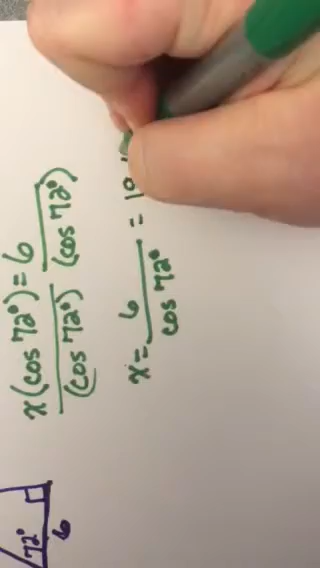 x(cos 72°) = 6
(cos 72°) (cos 72°)
x = 6 / cos 72° = 19.
72°
6